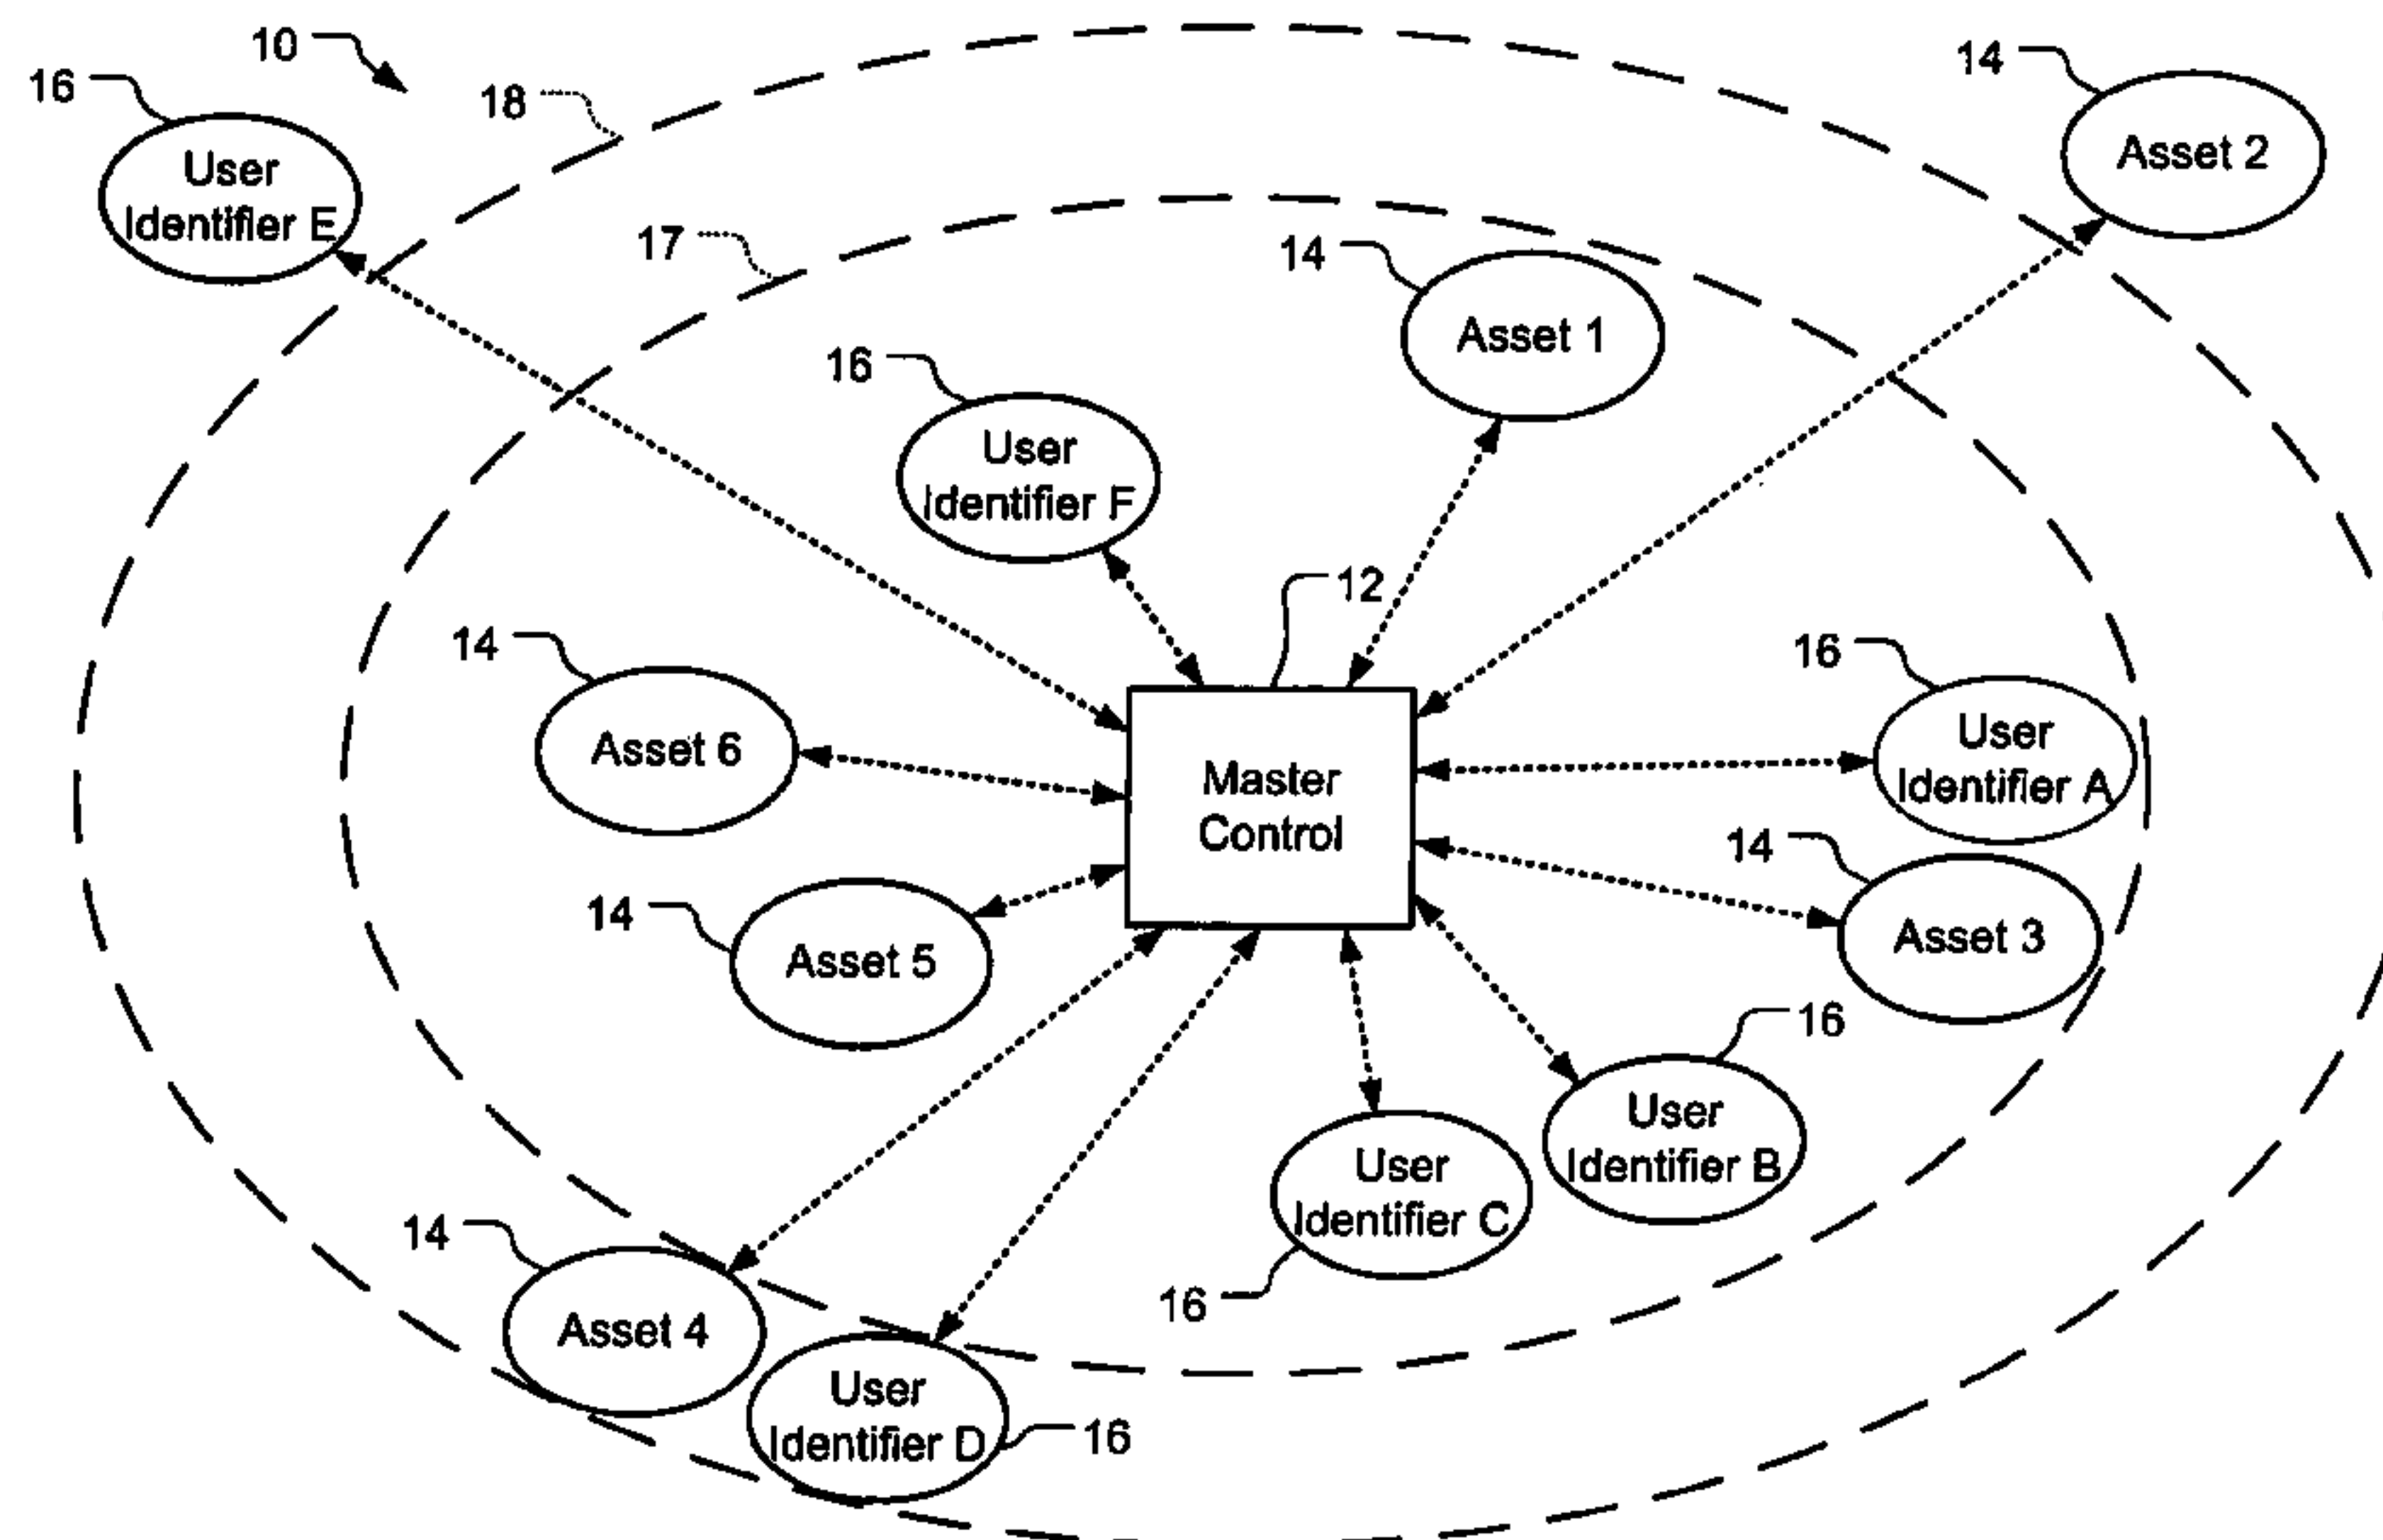 10
16
18
14
User
Identifier E
Asset 2
17
14
Asset 1
16
User
Identifier F
12
14
16
Asset 6
User
Identifier A
Master
Control
14
14
Asset 5
Asset 3
16
User
Identifier B
User
Identifier C
14
16
Asset 4
User
Identifier D
16